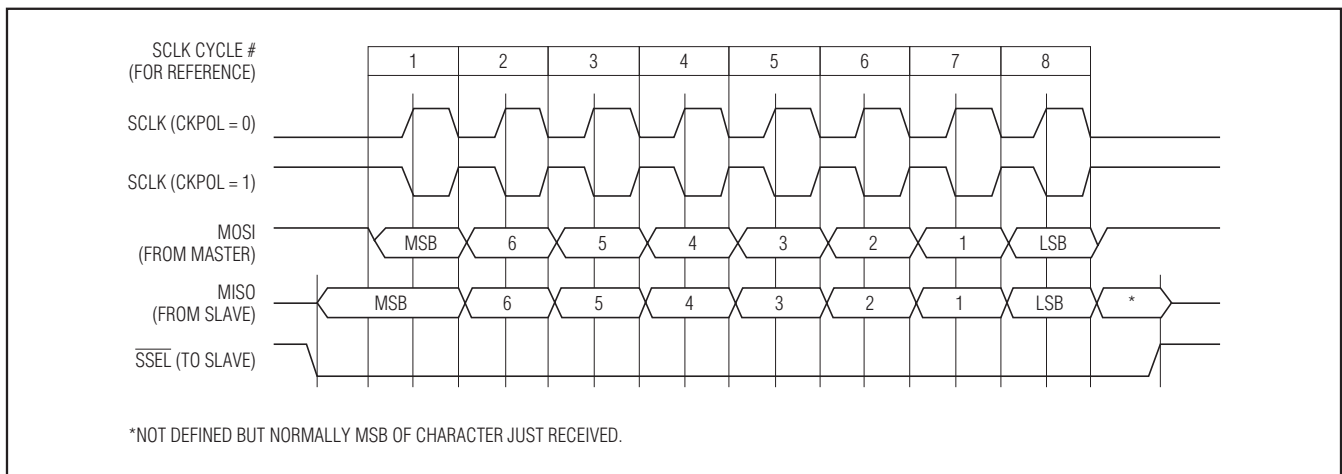 SCLK CYCLE #
(FOR REFERENCE)
1 2 3 4 5 6 7 8
SCLK (CKPOL = 0)
SCLK (CKPOL = 1)
MOSI
(FROM MASTER)
MSB 6 5 4 3 2 1 LSB
MISO
(FROM SLAVE)
MSB 6 5 4 3 2 1 LSB *
SSEL (TO SLAVE)
*NOT DEFINED BUT NORMALLY MSB OF CHARACTER JUST RECEIVED.